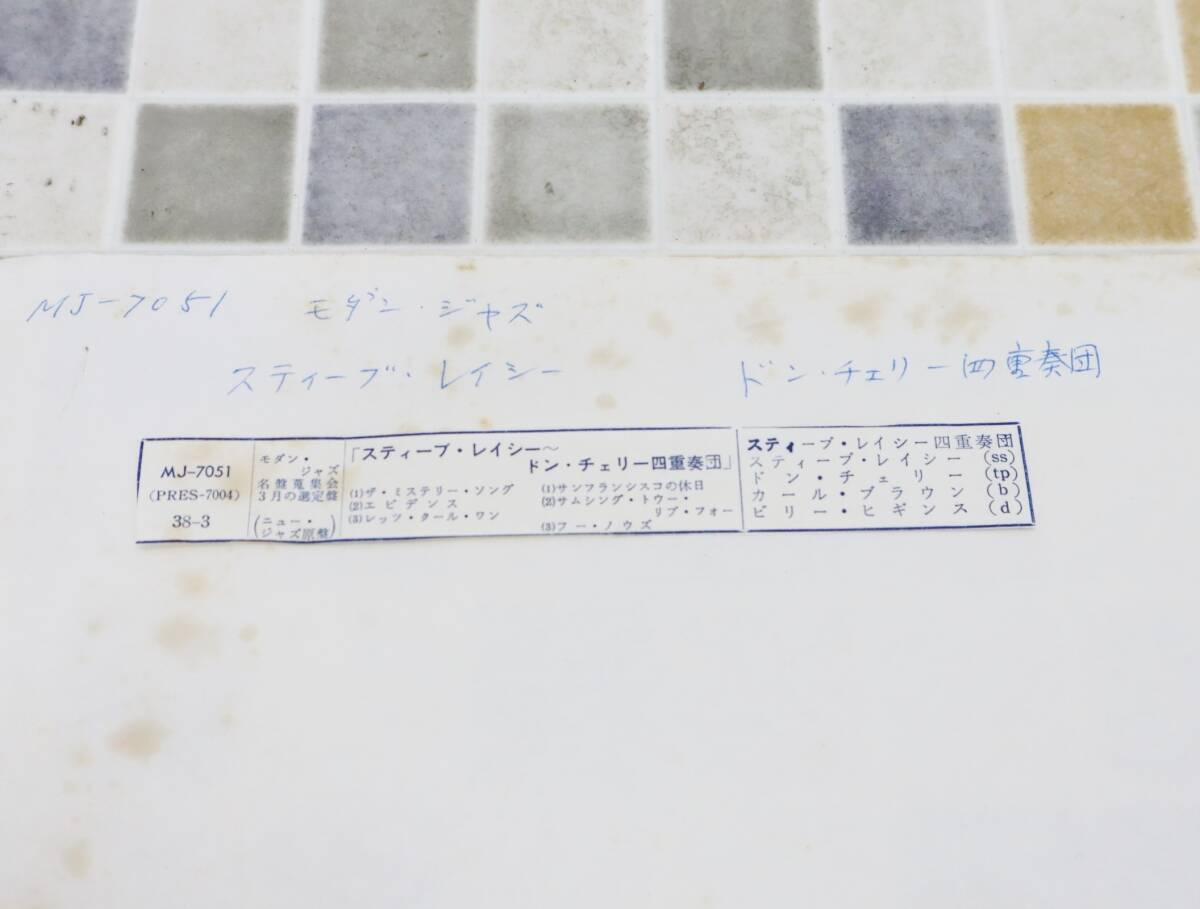 MJ-7051 モダン・ジャズ
スティーブ・レイシー ドン・チェリー四重奏団
MJ-7051
(PRES-7004)
38-3
モダン・
ジャズ
名盤蒐集会
3月の選定盤
(ニュー・
ジャズ原盤)
「スティーブ・レイシー～
ドン・チェリー四重奏団」
(1)ザ・ミステリー・ソング
(2)エビデンス
(3)レッツ・クール・ワン
(1)サンフランシスコの休日
(2)サムシング・トウー・
リブ・フォー
(3)フー・ノウズ
スティーブ・レイシー四重奏団
スティーブ・レイシー(ss)
ドン・チェリー(tp)
カール・ブラウン(b)
ビリー・ヒギンス(d)